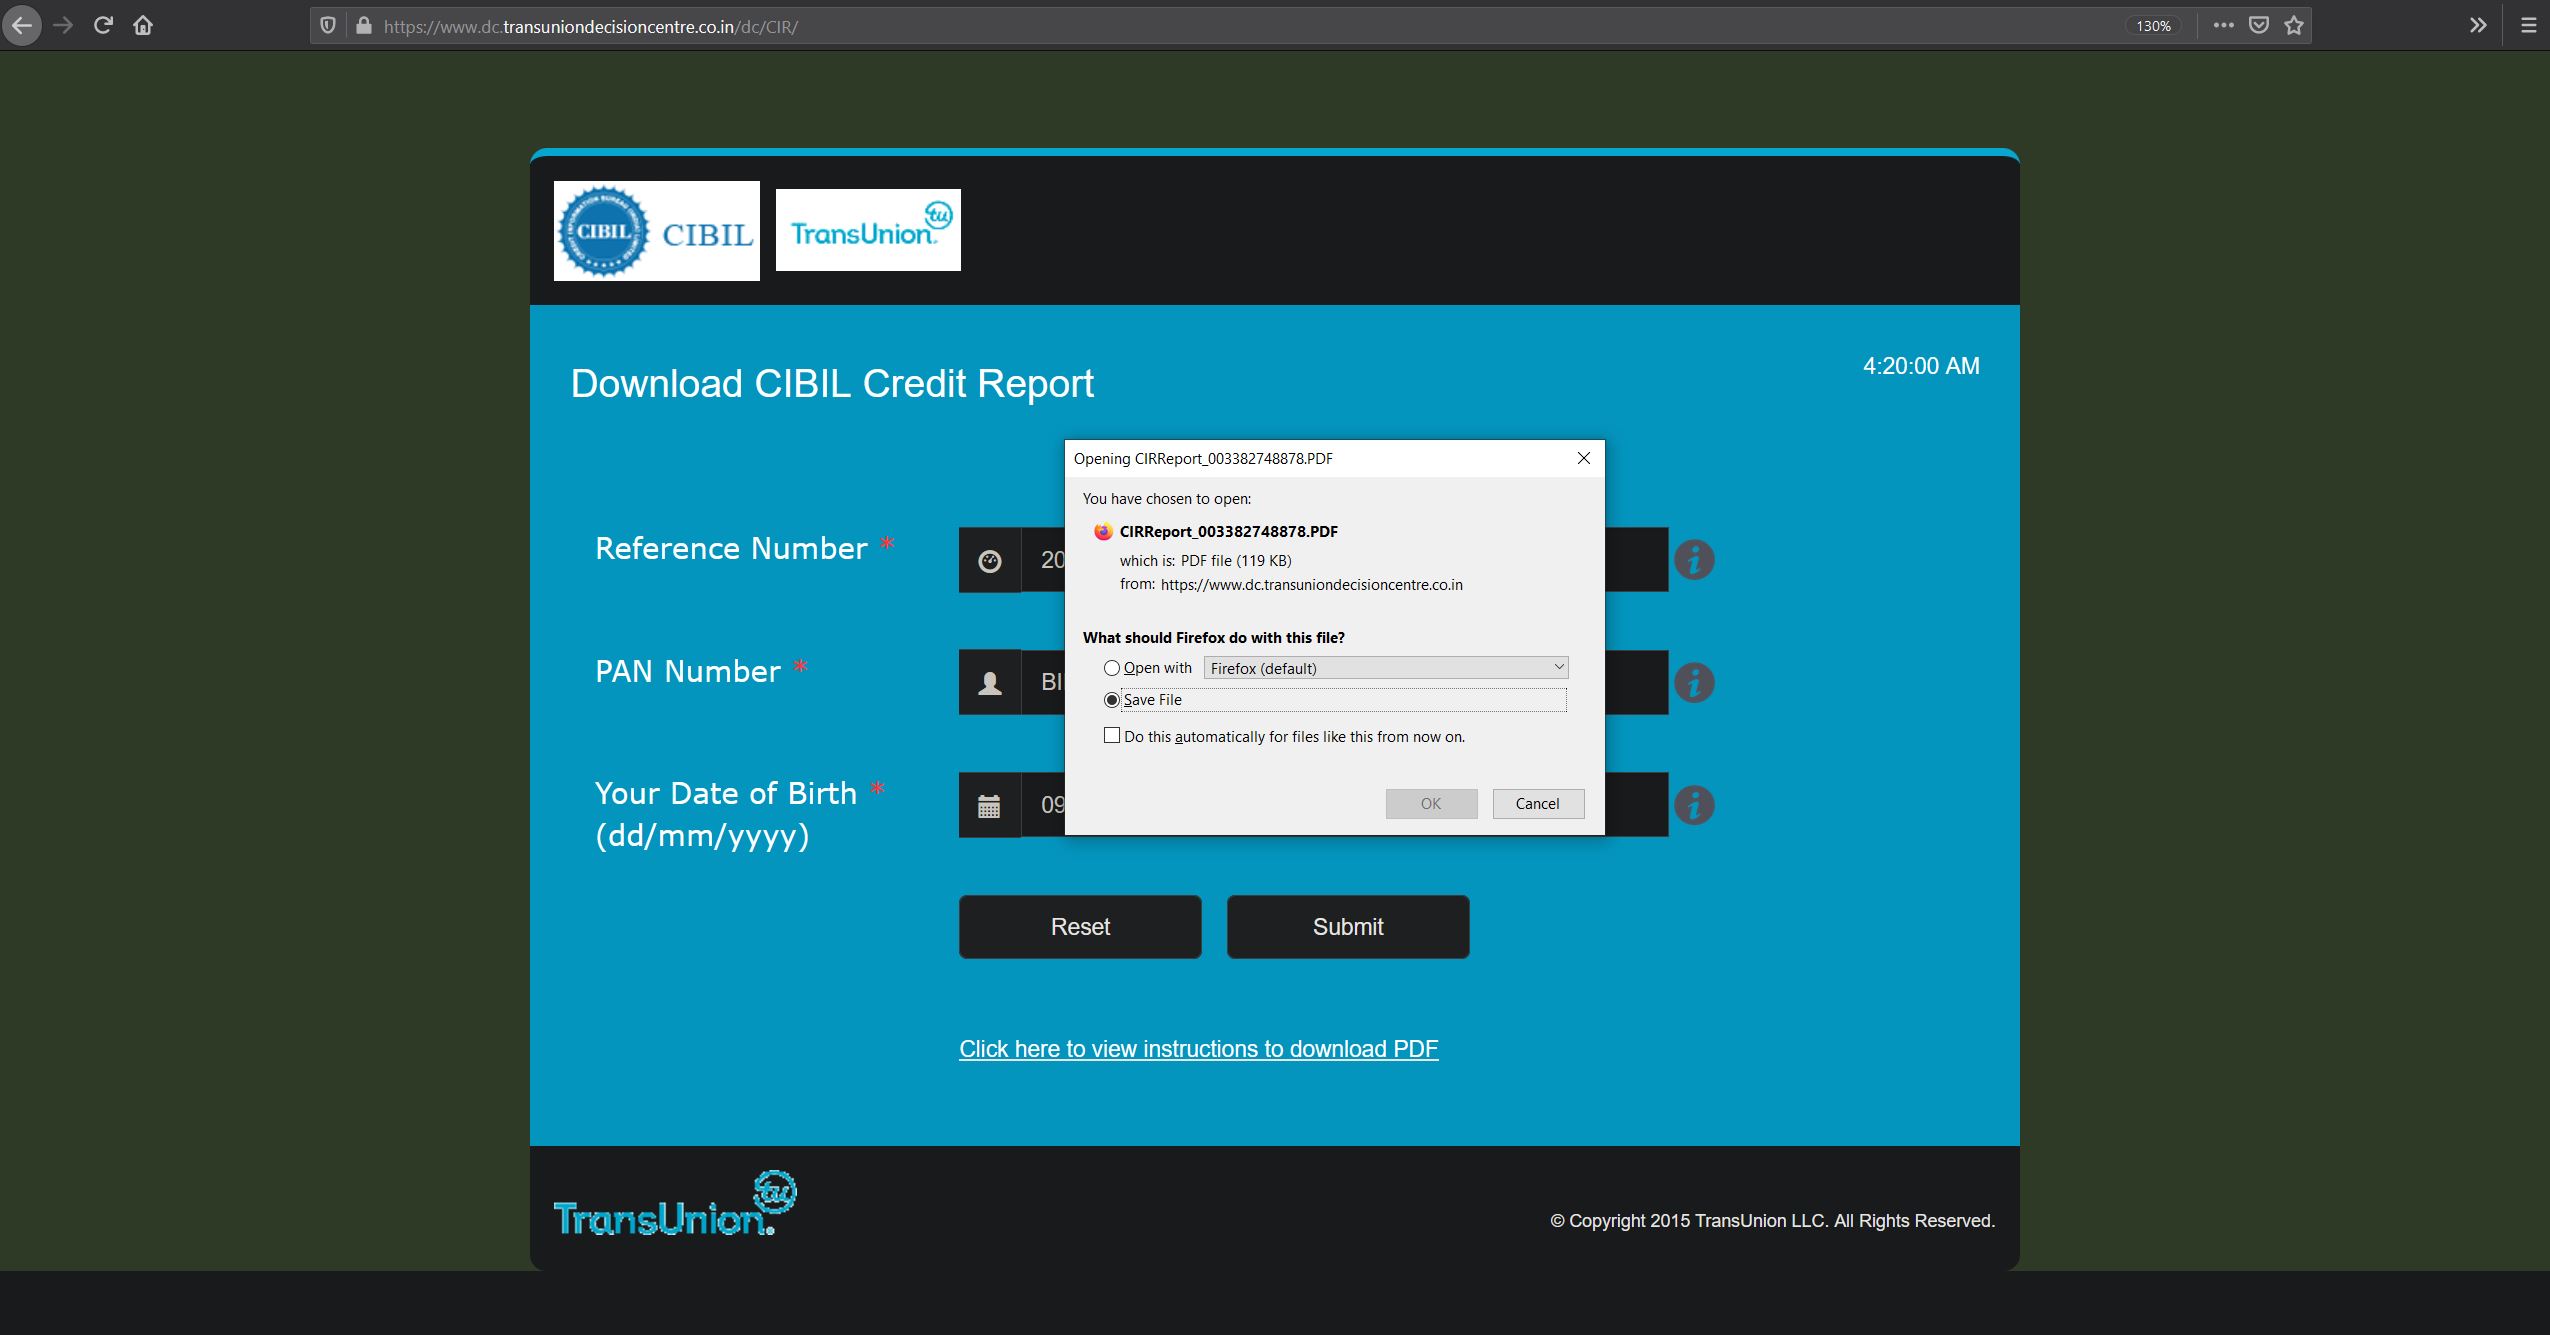 https://www.dc.transuniondecisioncentre.co.in/dc/CIR/
130%
CIBIL
CIBIL
TransUnion
tu
Download CIBIL Credit Report
4:20:00 AM
Opening CIRReport_003382748878.PDF
You have chosen to open:
CIRReport_003382748878.PDF
which is: PDF file (119 KB)
from: https://www.dc.transuniondecisioncentre.co.in
What should Firefox do with this file?
Open with Firefox (default)
Save File
Do this automatically for files like this from now on.
OK Cancel
Reference Number *
20
PAN Number *
Your Date of Birth *
(dd/mm/yyyy)
09
Reset Submit
Click here to view instructions to download PDF
TransUnion.
tu
© Copyright 2015 TransUnion LLC. All Rights Reserved.